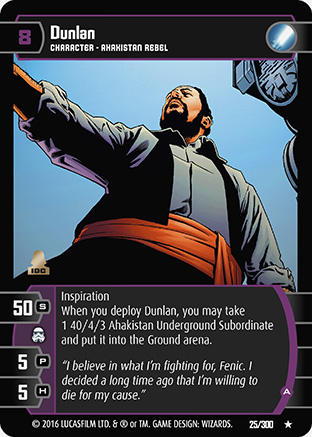 8
Dunlan
CHARACTER - AHAKISTAN REBEL
IDC
50 S
Inspiration
When you deploy Dunlan, you may take
1 40/4/3 Ahakistan Underground Subordinate
and put it into the Ground arena.
5 P
5 H
“I believe in what I'm fighting for, Fenic. I
decided a long time ago that I'm willing to
die for my cause.”
A
© 2016 LUCASFILM LTD. & ® or TM. GAME DESIGN: WIZARDS. 25/300 ★